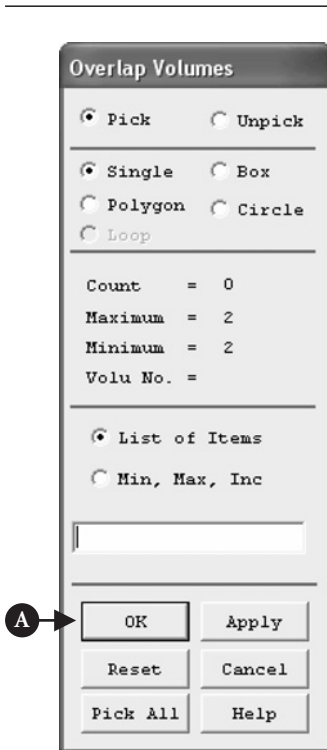 Overlap Volumes
Pick Unpick
Single Box
Polygon Circle
Loop
Count = 0
Maximum = 2
Minimum = 2
Volu No. =
List of Items
Min, Max, Inc
A OK Apply
Reset Cancel
Pick All Help